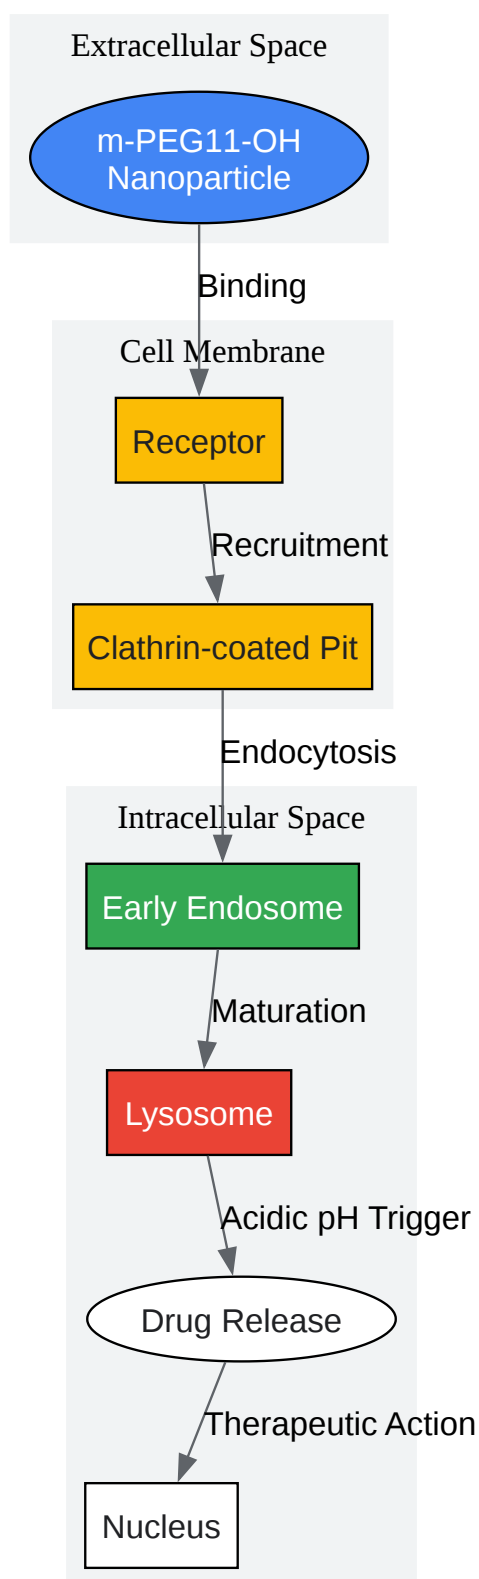 Extracellular Space
m-PEG11-OH
Nanoparticle
Binding
Cell Membrane
Receptor
Recruitment
Clathrin-coated Pit
Endocytosis
Intracellular Space
Early Endosome
Maturation
Lysosome
Acidic pH Trigger
Drug Release
Therapeutic Action
Nucleus